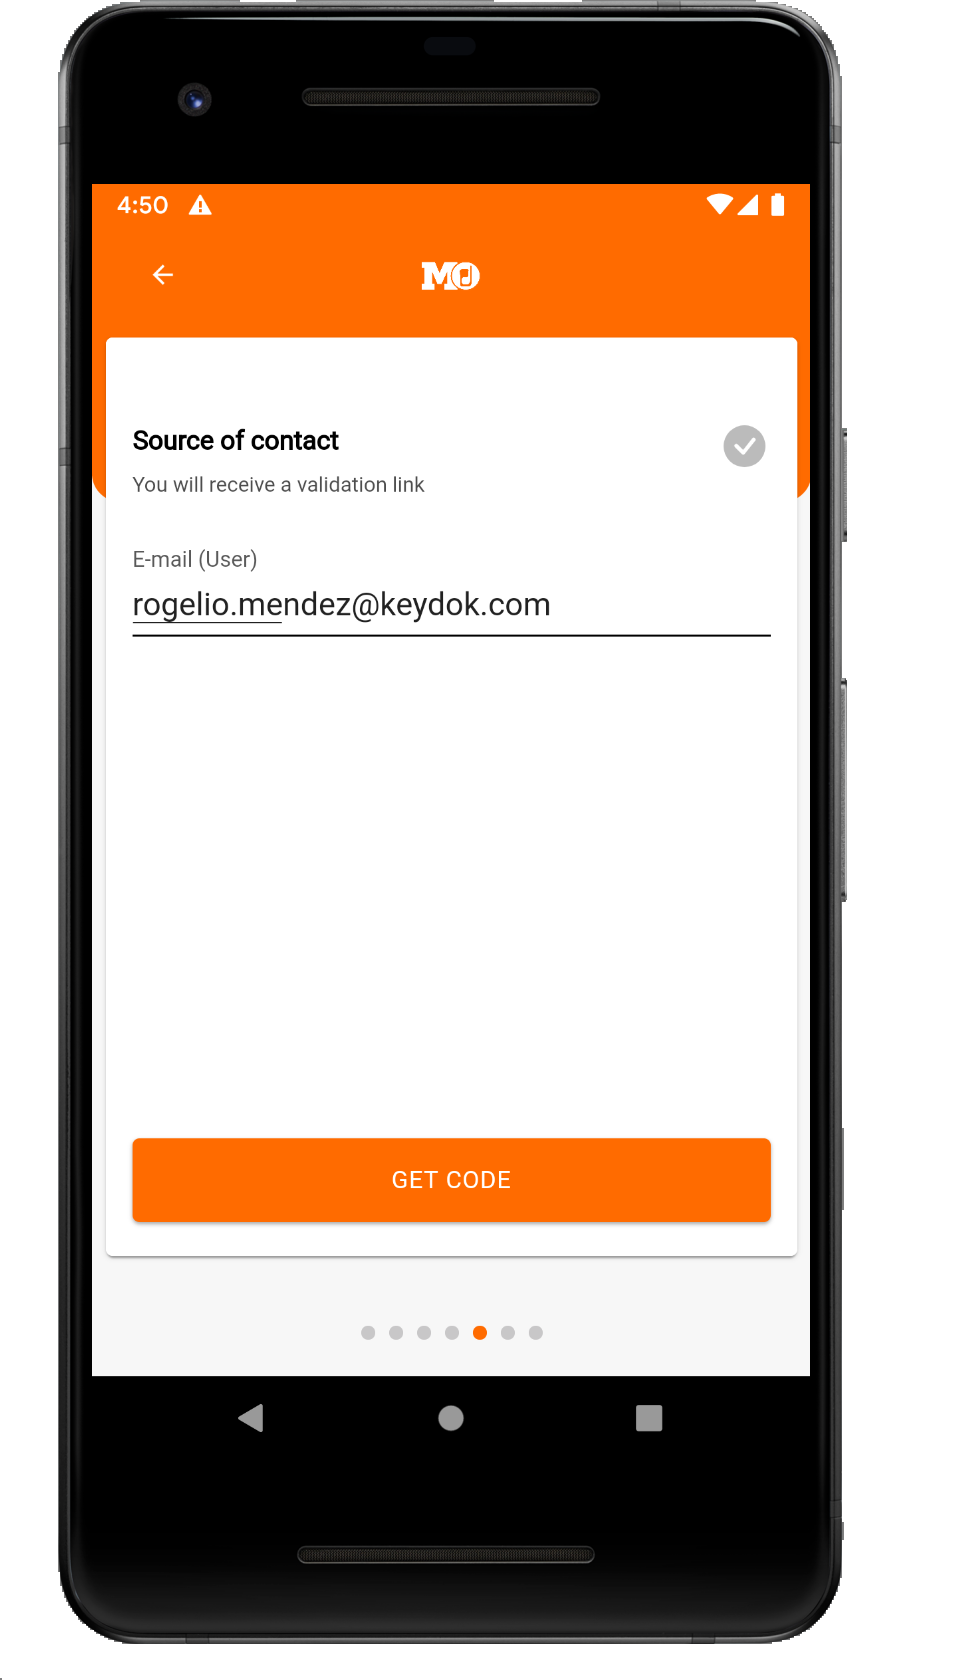 4:50
MO
Source of contact
You will receive a validation link
E-mail (User)
rogelio.mendez@keydok.com
GET CODE